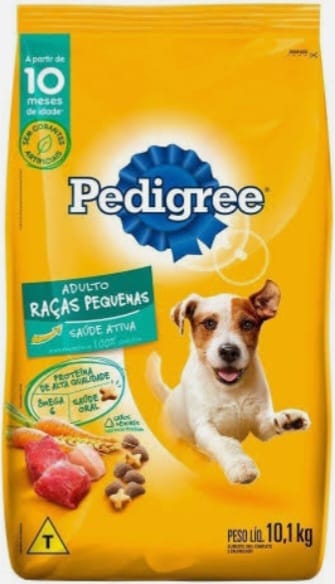 A partir de
10
meses
de idade*
SEM CORANTES
ARTIFICIAIS
Pedigree®
ADULTO
RAÇAS PEQUENAS
SAÚDE ATIVA
100%
PROTEÍNA
DE ALTA QUALIDADE
ÔMEGA
6
SAÚDE
ORAL
T
PESO LÍQ. 10,1 kg